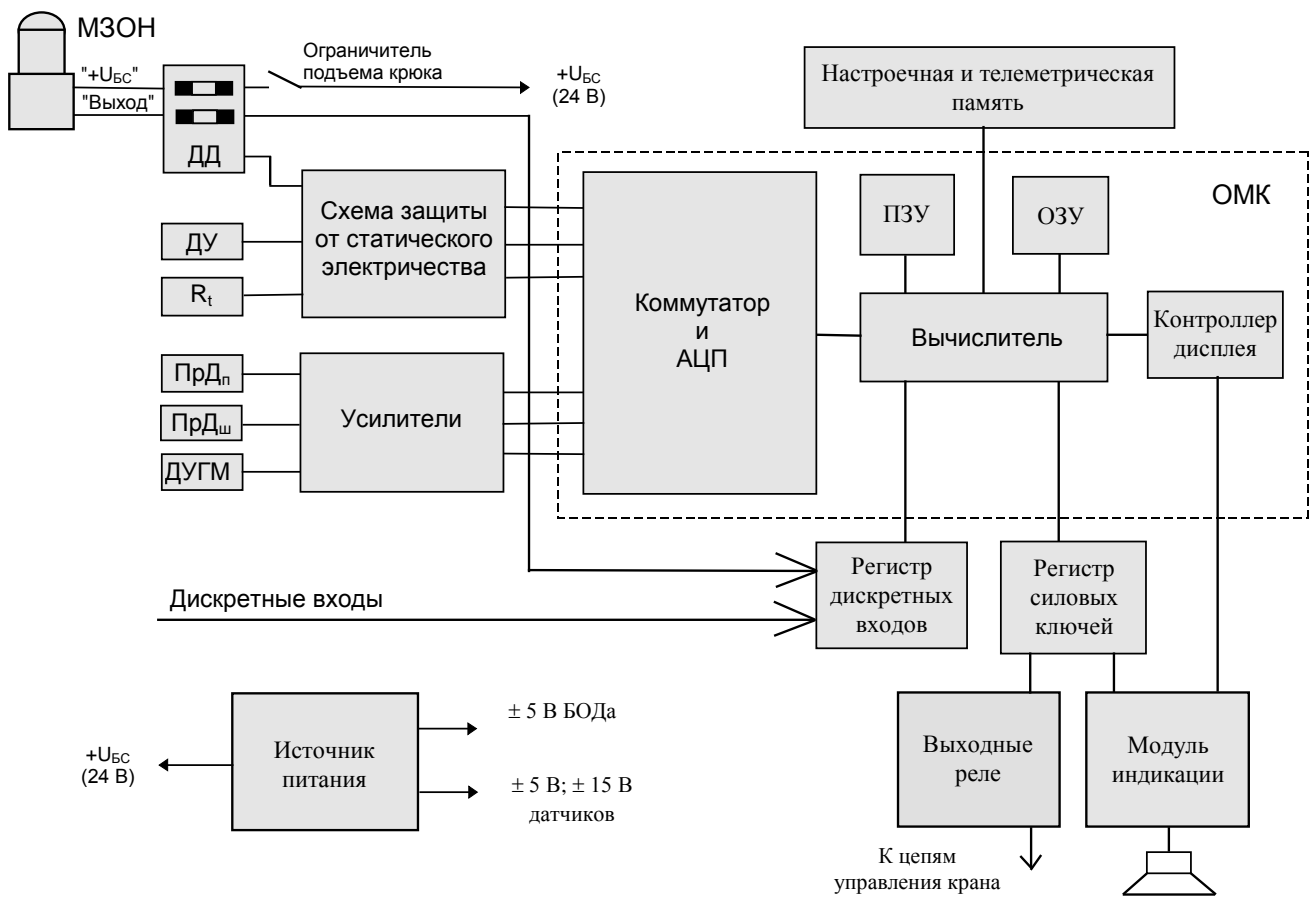 МЗОН
"+UБС"
"Выход"
ДД
Ограничитель
подъема крюка
+UБС
(24 В)
Настроечная и телеметрическая
память
ОМК
ДУ
Rt
Схема защиты
от статического
электричества
ПрДп
ПрДш
ДУГМ
Усилители
Коммутатор
и
АЦП
ПЗУ
ОЗУ
Вычислитель
Контроллер
дисплея
Дискретные входы
Регистр
дискретных
входов
Регистр
силовых
ключей
+UБС
(24 В)
Источник
питания
± 5 В БОДа
± 5 В; ± 15 В
датчиков
Выходные
реле
Модуль
индикации
К цепям
управления крана